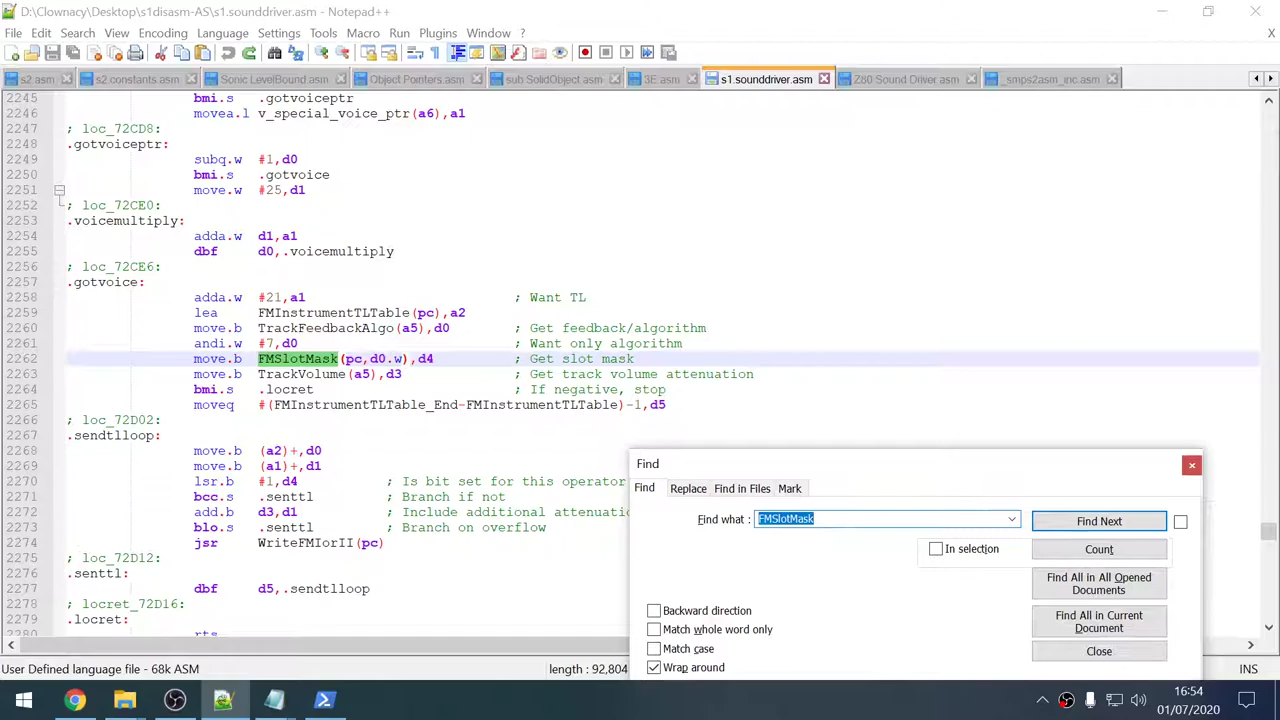 D:\Clownacy\Desktop\s1disasm-AS\s1.sounddriver.asm - Notepad++
File Edit Search View Encoding Language Settings Tools Macro Run Plugins Window ? X
s2.asm s2.constants.asm Sonic LevelBound.asm Object Pointers.asm sub SolidObject.asm 3E.asm s1.sounddriver.asm Z80 Sound Driver.asm _smps2asm_inc.asm
2245 bmi.s .gotvoiceptr
2246 movea.l v_special_voice_ptr(a6),a1
2247 ; loc_72CD8:
2248 .gotvoiceptr:
2249 subq.w #1,d0
2250 bmi.s .gotvoice
2251 move.w #25,d1
2252 ; loc_72CE0:
2253 .voicemultiply:
2254 adda.w d1,a1
2255 dbf d0,.voicemultiply
2256 ; loc_72CE6:
2257 .gotvoice:
2258 adda.w #21,a1 ; Want TL
2259 lea FMInstrumentTLTable(pc),a2
2260 move.b TrackFeedbackAlgo(a5),d0 ; Get feedback/algorithm
2261 andi.w #7,d0 ; Want only algorithm
2262 move.b FMSlotMask(pc,d0.w),d4 ; Get slot mask
2263 move.b TrackVolume(a5),d3 ; Get track volume attenuation
2264 bmi.s .locret ; If negative, stop
2265 moveq #(FMInstrumentTLTable_End-FMInstrumentTLTable)-1,d5
2266 ; loc_72D02:
2267 .sendtlloop:
2268 move.b (a2)+,d0
2269 move.b (a1)+,d1
2270 lsr.b #1,d4 ; Is bit set for this operator
2271 bcc.s .senttl ; Branch if not
2272 add.b d3,d1 ; Include additional attenuatio
2273 blo.s .senttl ; Branch on overflow
2274 jsr WriteFMIorII(pc)
2275 ; loc_72D12:
2276 .senttl:
2277 dbf d5,.sendtlloop
2278 ; locret_72D16:
2279 .locret:
2280 rts
Find
Find Replace Find in Files Mark
Find what : FMSlotMask Find Next
In selection Count
Find All in All Opened Documents
Backward direction
Find All in Current Document
Match whole word only
Match case Close
Wrap around
User Defined language file - 68k ASM length : 92,804 INS
16:54
01/07/2020